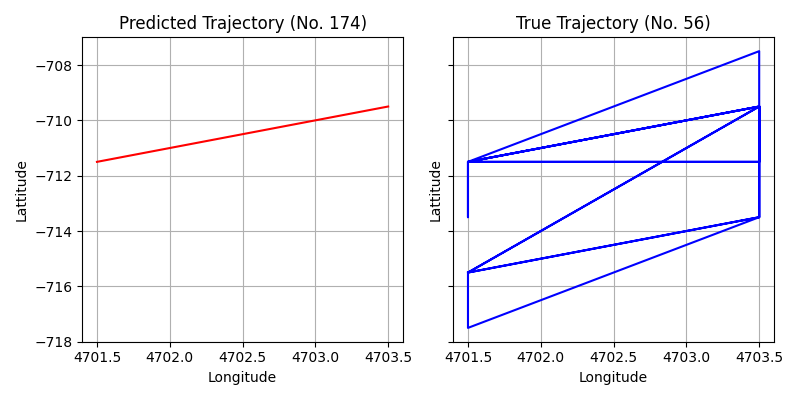 Predicted Trajectory (No. 174)
Lattitude
−708
−710
−712
−714
−716
−718
4701.5 4702.0 4702.5 4703.0 4703.5
Longitude
True Trajectory (No. 56)
Lattitude
4701.5 4702.0 4702.5 4703.0 4703.5
Longitude